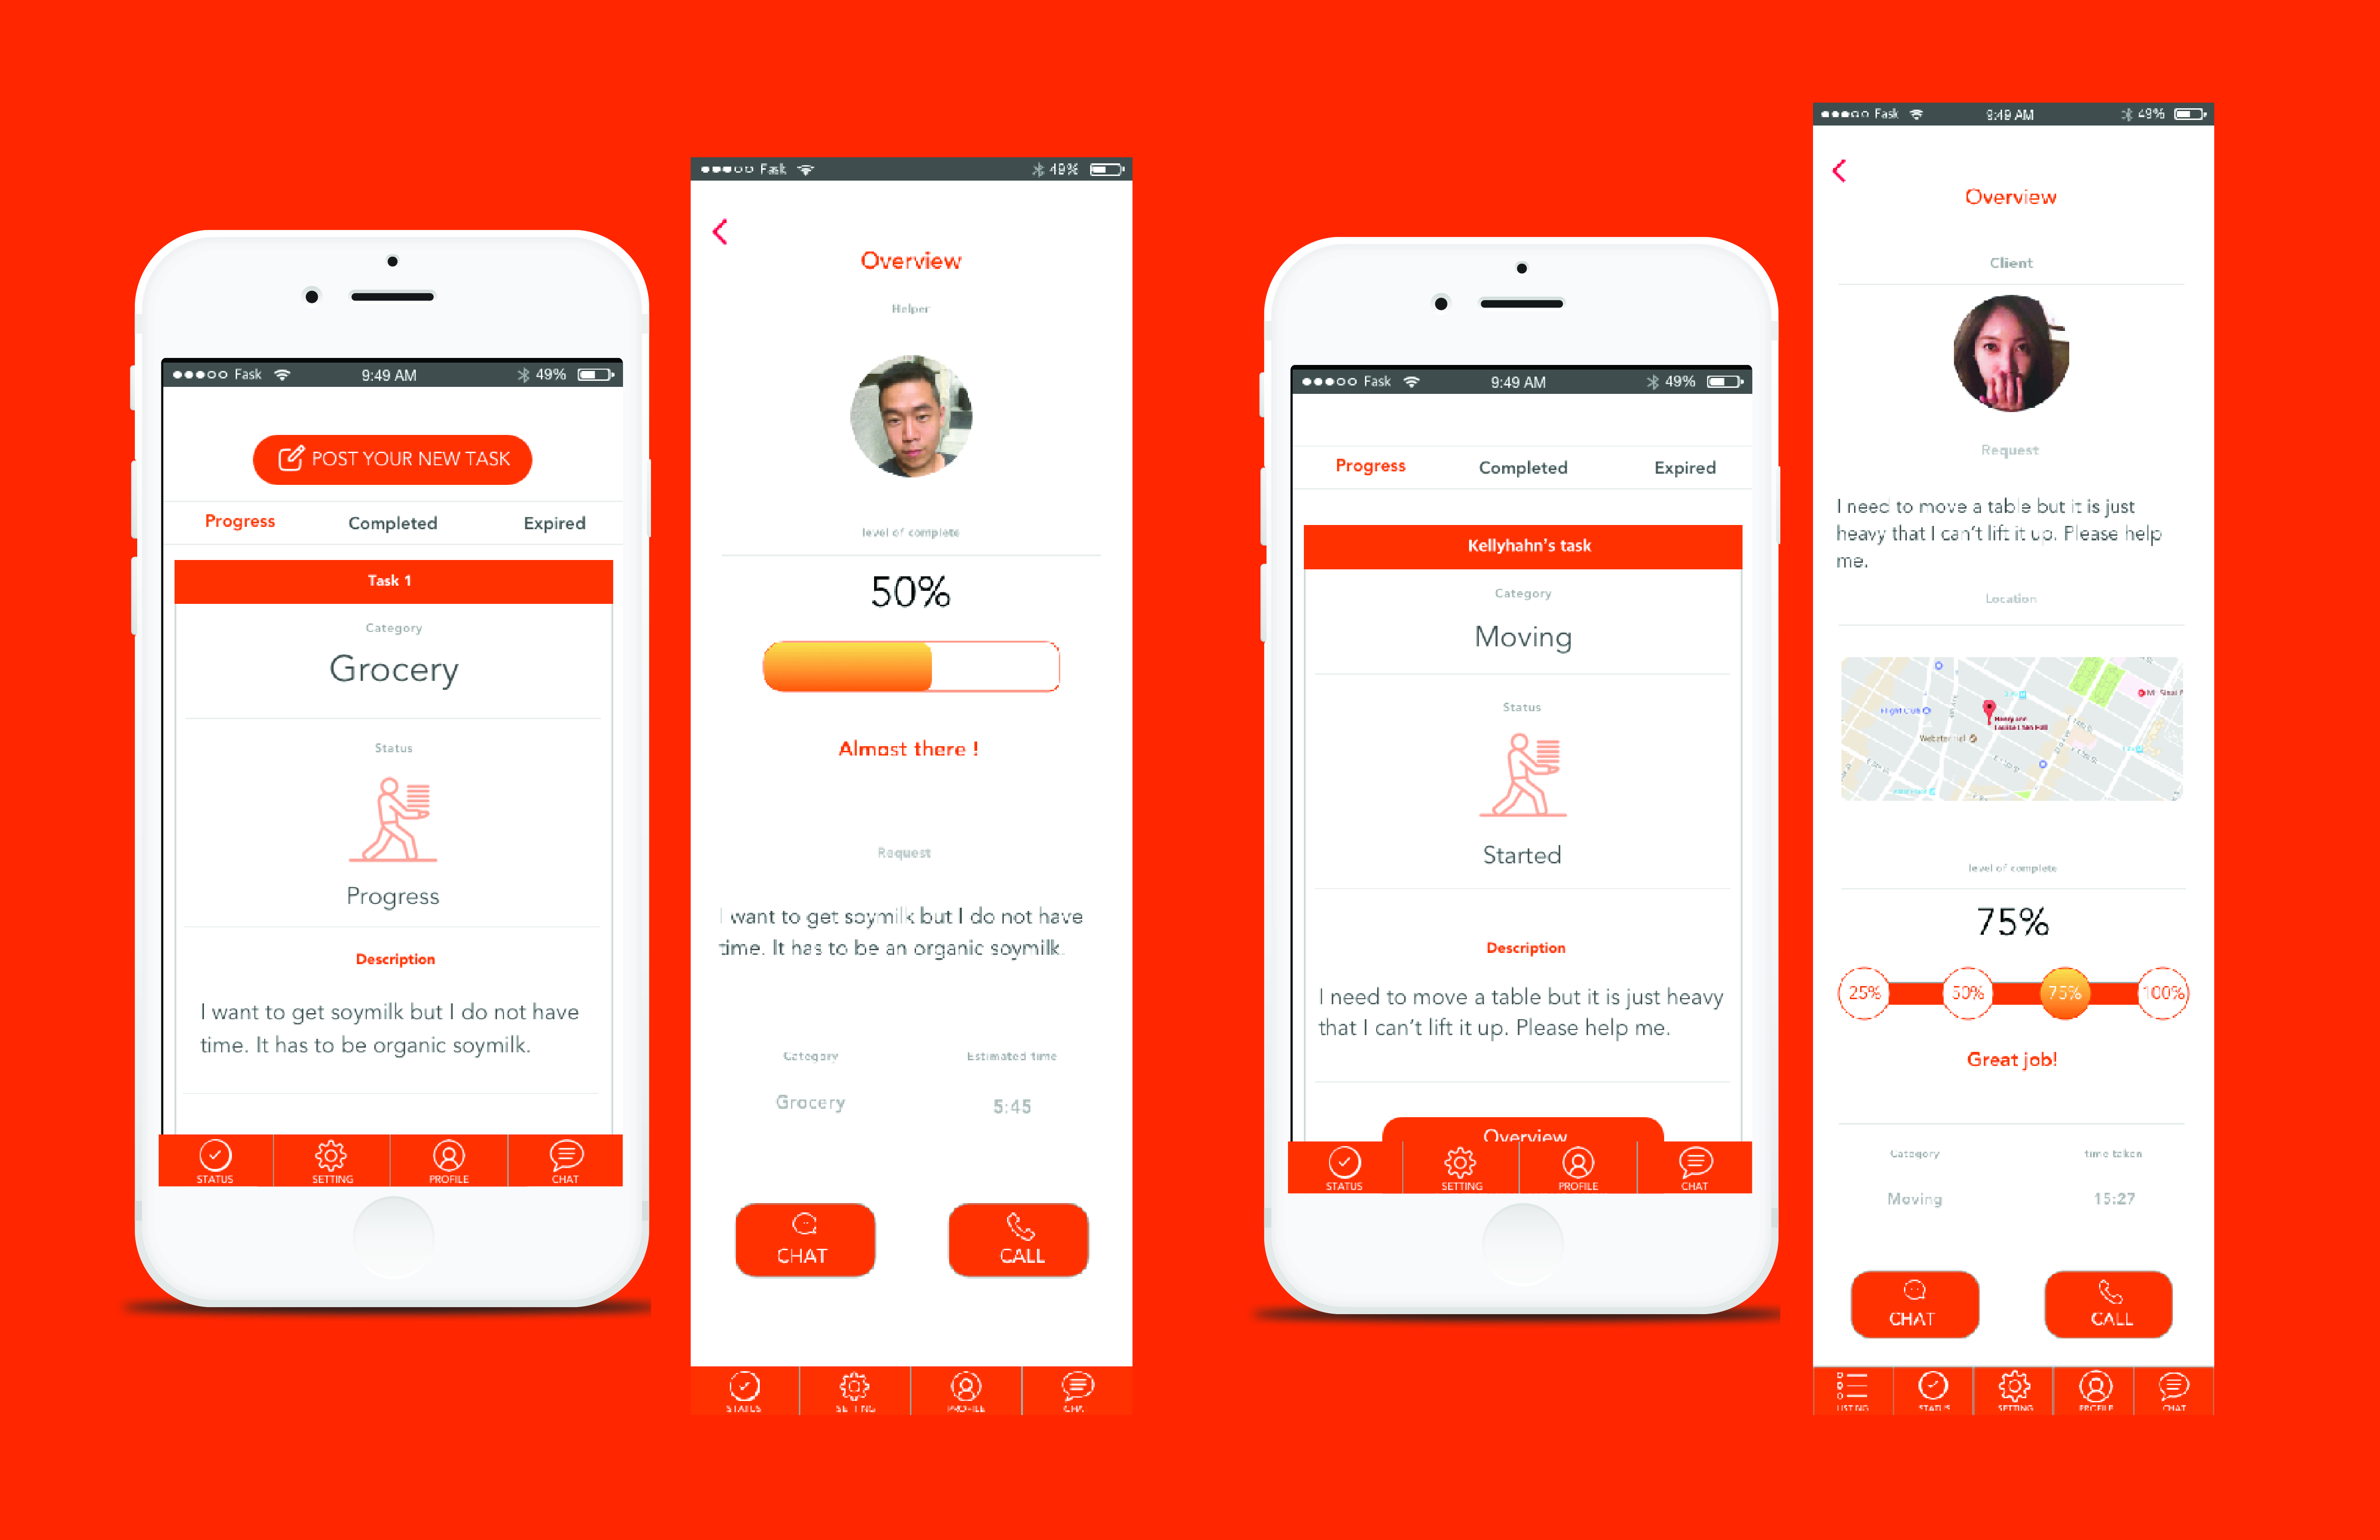 Fask
9:49 AM
49%
POST YOUR NEW TASK
Progress
Completed
Expired
Task 1
Category
Grocery
Status
Progress
Description
I want to get soymilk but I do not have
time. It has to be organic soymilk.
STATUS
SETTING
PROFILE
CHAT
Fask
49%
Overview
Helper
level of complete
50%
Almost there !
Request
I want to get soymilk but I do not have
time. It has to be an organic soymilk.
Category
Estimated time
Grocery
5:45
CHAT
CALL
STATUS
SETTING
PROFILE
CHAT
Fask
9:49 AM
49%
Progress
Completed
Expired
Kellyhahn's task
Category
Moving
Status
Started
Description
I need to move a table but it is just heavy
that I can't lift it up. Please help me.
Overview
STATUS
SETTING
PROFILE
CHAT
Fask
9:49 AM
49%
Overview
Client
Request
I need to move a table but it is just
heavy that I can't lift it up. Please help
me.
Location
Flight Club
Webster Hall
level of complete
75%
25%
50%
75%
100%
Great job!
Category
time taken
Moving
15:27
CHAT
CALL
LISTING
STATUS
SETTING
PROFILE
CHAT